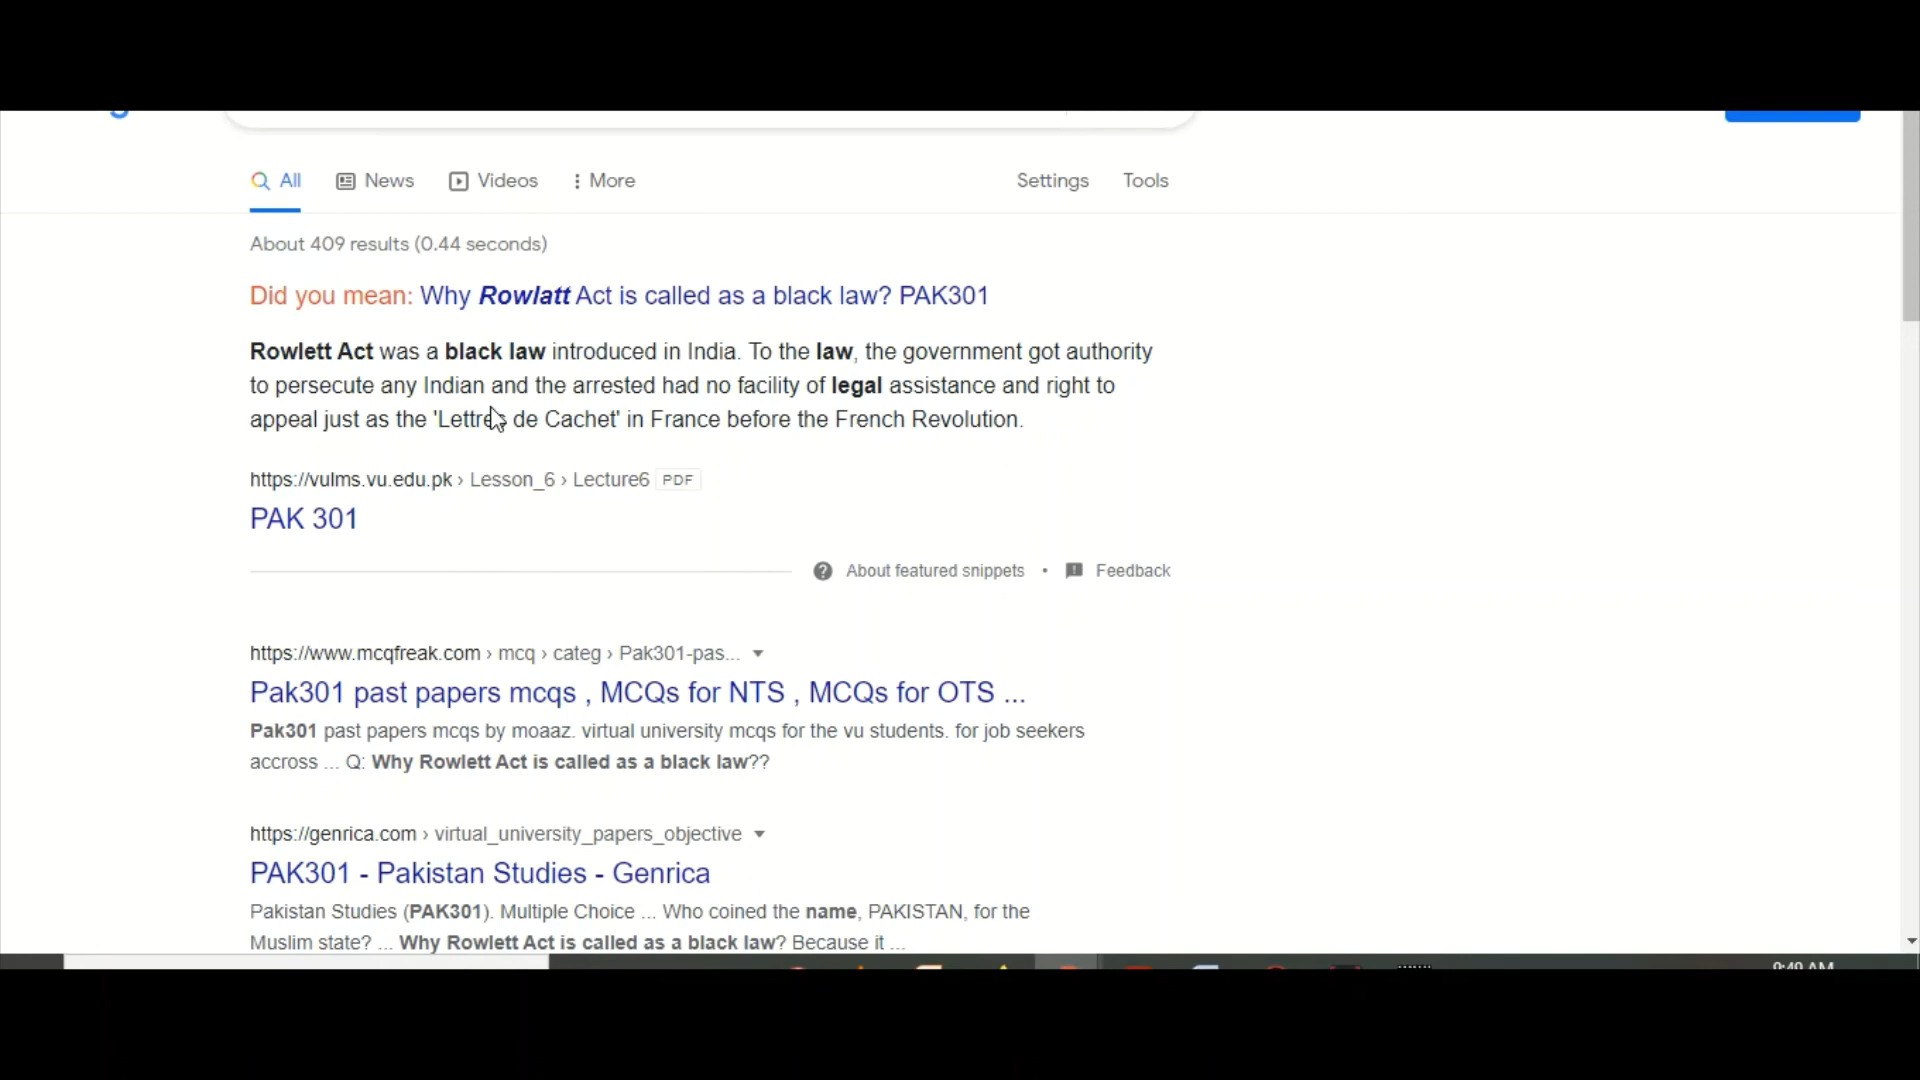 All News Videos More Settings Tools
About 409 results (0.44 seconds)
Did you mean: Why Rowlatt Act is called as a black law? PAK301
Rowlett Act was a black law introduced in India. To the law, the government got authority
to persecute any Indian and the arrested had no facility of legal assistance and right to
appeal just as the 'Lettres de Cachet' in France before the French Revolution.
https://vulms.vu.edu.pk › Lesson_6 › Lecture6 PDF
PAK 301
About featured snippets • Feedback
https://www.mcqfreak.com › mcq › categ › Pak301-pas...
Pak301 past papers mcqs , MCQs for NTS , MCQs for OTS ...
Pak301 past papers mcqs by moaaz. virtual university mcqs for the vu students. for job seekers
accross ... Q: Why Rowlett Act is called as a black law??
https://genrica.com › virtual_university_papers_objective
PAK301 - Pakistan Studies - Genrica
Pakistan Studies (PAK301). Multiple Choice ... Who coined the name, PAKISTAN, for the
Muslim state? ... Why Rowlett Act is called as a black law? Because it ...